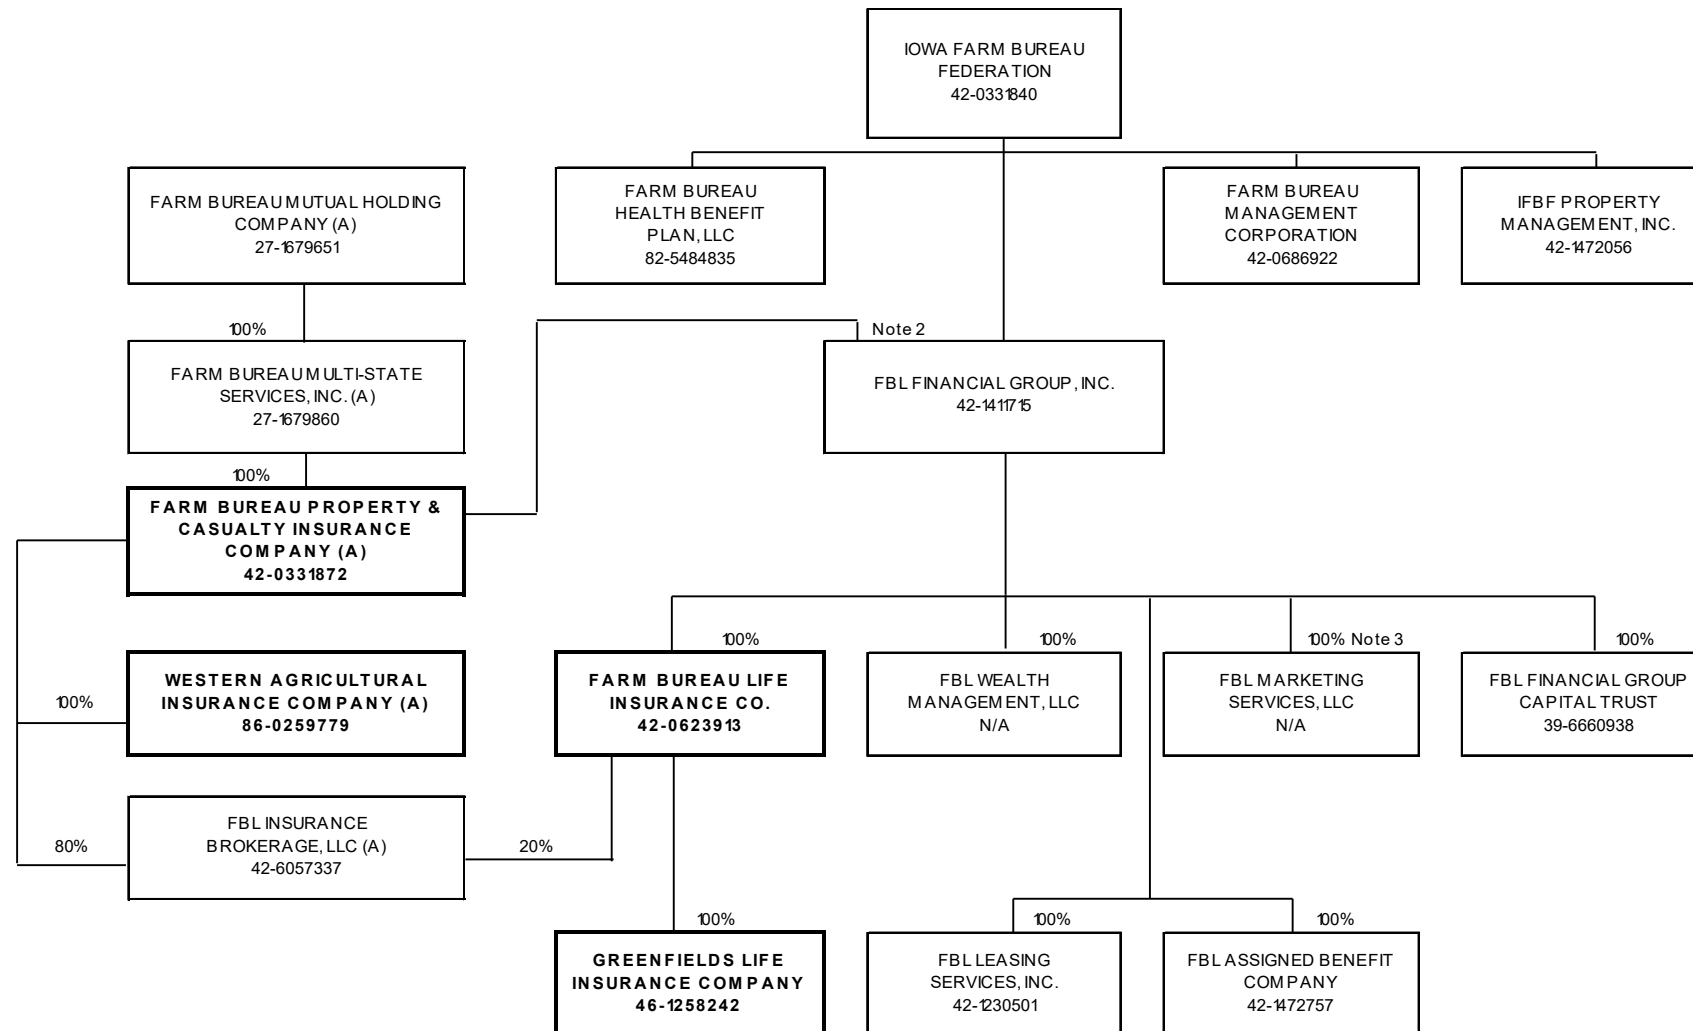 IOWA FARM BUREAU
FEDERATION
42-0331840
FARM BUREAU MUTUAL HOLDING
COMPANY (A)
27-1679651
FARM BUREAU
HEALTH BENEFIT
PLAN, LLC
82-5484835
FARM BUREAU
MANAGEMENT
CORPORATION
42-0686922
IFBF PROPERTY
MANAGEMENT, INC.
42-1472056
100%
Note 2
FARM BUREAU MULTI-STATE
SERVICES, INC. (A)
27-1679860
FBL FINANCIAL GROUP, INC.
42-1411715
100%
FARM BUREAU PROPERTY &
CASUALTY INSURANCE
COMPANY (A)
42-0331872
100%
100%
100% Note 3
100%
100%
WESTERN AGRICULTURAL
INSURANCE COMPANY (A)
86-0259779
FARM BUREAU LIFE
INSURANCE CO.
42-0623913
FBL WEALTH
MANAGEMENT, LLC
N/A
FBL MARKETING
SERVICES, LLC
N/A
FBL FINANCIAL GROUP
CAPITAL TRUST
39-6660938
80%
FBL INSURANCE
BROKERAGE, LLC (A)
42-6057337
20%
100%
100%
100%
GREENFIELDS LIFE
INSURANCE COMPANY
46-1258242
FBL LEASING
SERVICES, INC.
42-1230501
FBL ASSIGNED BENEFIT
COMPANY
42-1472757